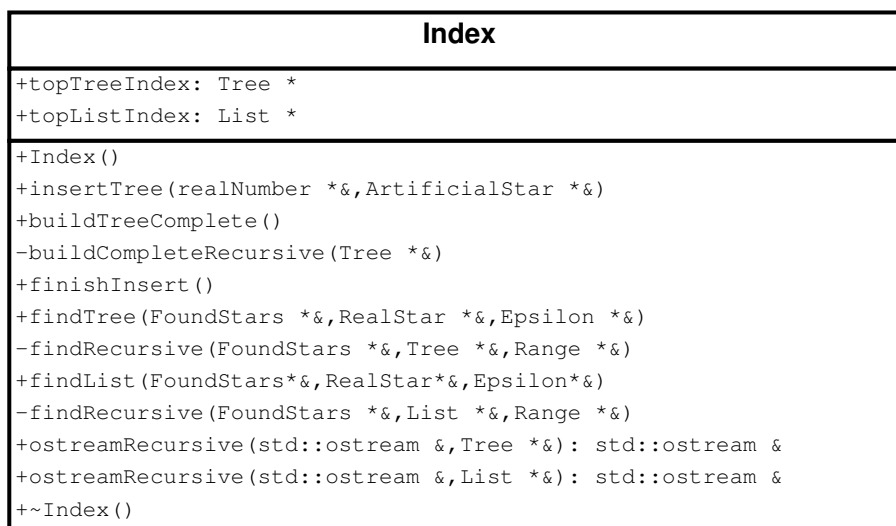 Index
+topTreeIndex: Tree *
+topListIndex: List *
+Index()
+insertTree(realNumber *&,ArtificialStar *&)
+buildTreeComplete()
-buildCompleteRecursive(Tree *&)
+finishInsert()
+findTree(FoundStars *&,RealStar *&,Epsilon *&)
-findRecursive(FoundStars *&,Tree *&,Range *&)
+findList(FoundStars*&,RealStar*&,Epsilon*&)
-findRecursive(FoundStars *&,List *&,Range *&)
+ostreamRecursive(std::ostream &,Tree *&): std::ostream &
+ostreamRecursive(std::ostream &,List *&): std::ostream &
+~Index()